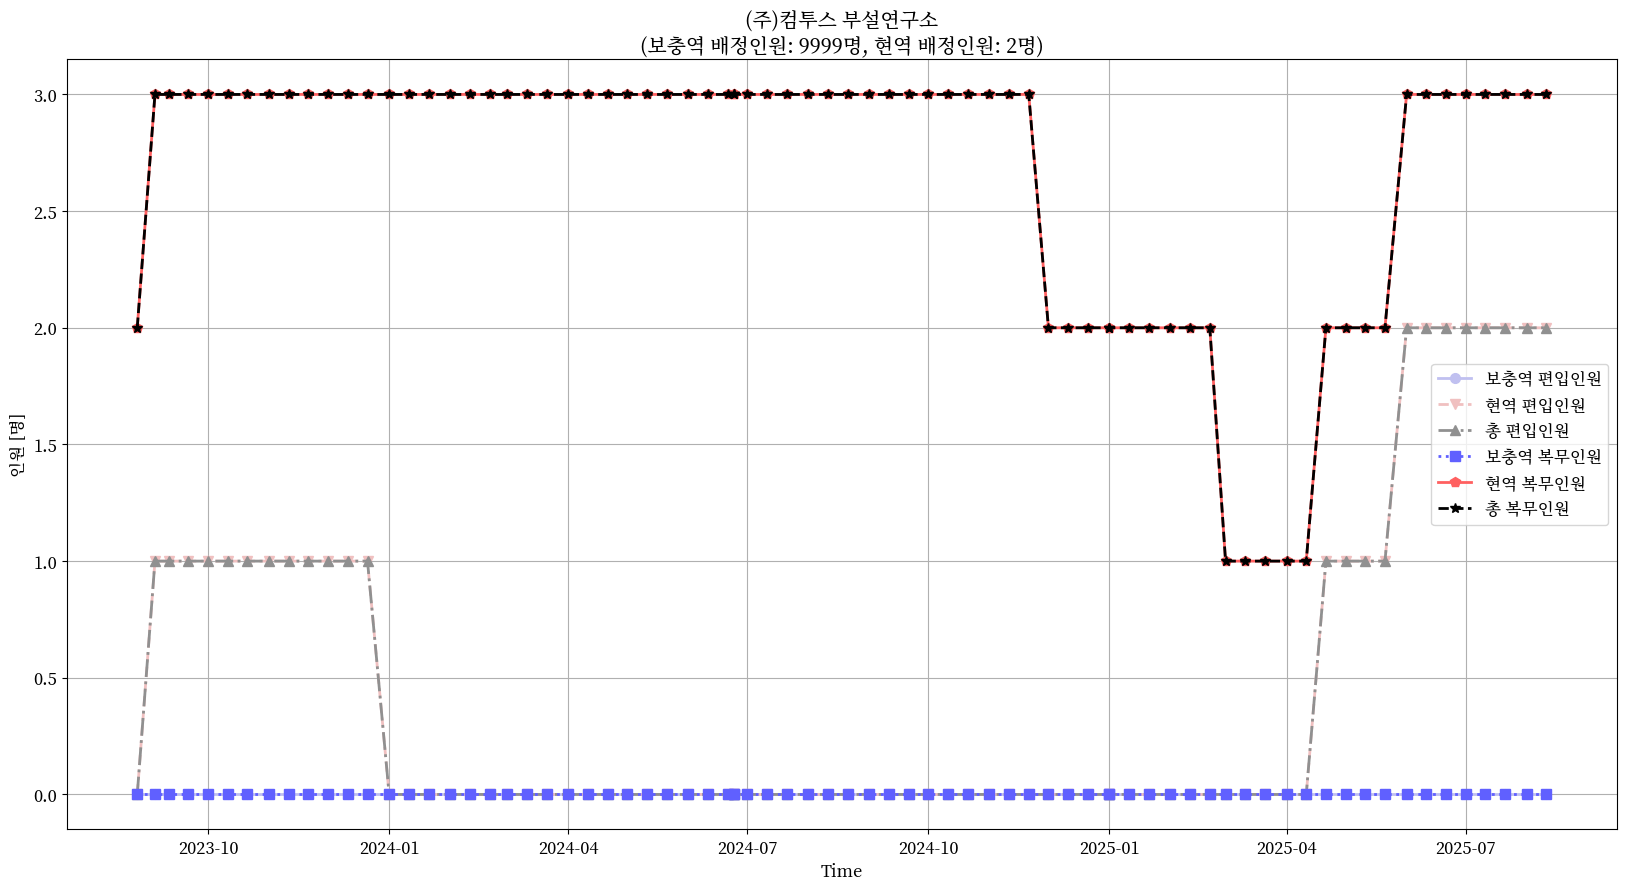 (주)컴투스 부설연구소
(보충역 배정인원: 9999명, 현역 배정인원: 2명)
인원 [명]
3.0
2.5
2.0
1.5
1.0
0.5
0.0
보충역 편입인원
현역 편입인원
총 편입인원
보충역 복무인원
현역 복무인원
총 복무인원
2023-10
2024-01
2024-04
2024-07
2024-10
2025-01
2025-04
2025-07
Time